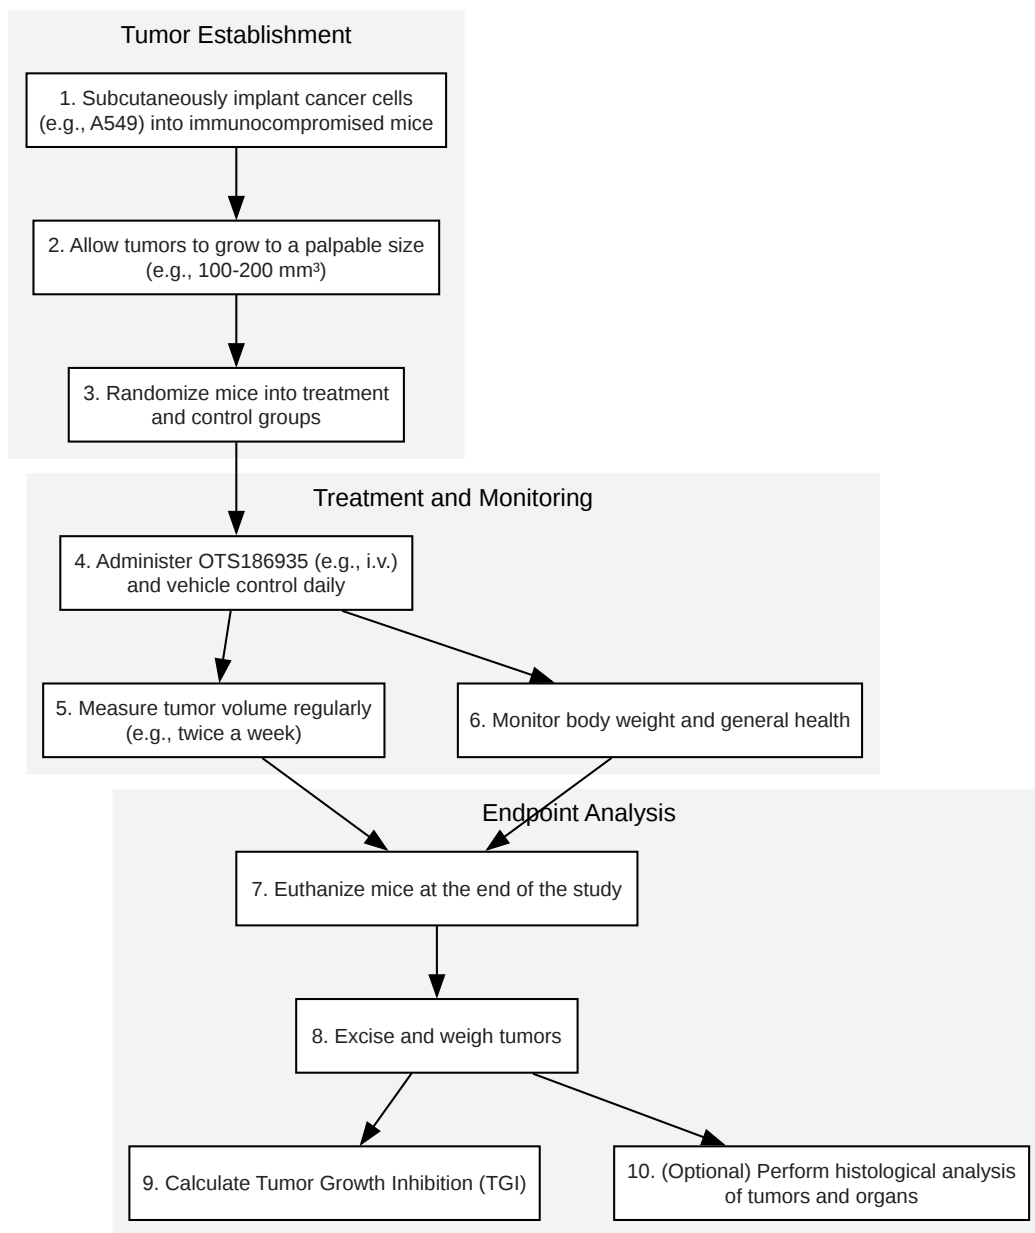 Tumor Establishment
1. Subcutaneously implant cancer cells
(e.g., A549) into immunocompromised mice
2. Allow tumors to grow to a palpable size
(e.g., 100-200 mm³)
3. Randomize mice into treatment
and control groups
Treatment and Monitoring
4. Administer OTS186935 (e.g., i.v.)
and vehicle control daily
5. Measure tumor volume regularly
(e.g., twice a week)
6. Monitor body weight and general health
Endpoint Analysis
7. Euthanize mice at the end of the study
8. Excise and weigh tumors
9. Calculate Tumor Growth Inhibition (TGI)
10. (Optional) Perform histological analysis
of tumors and organs